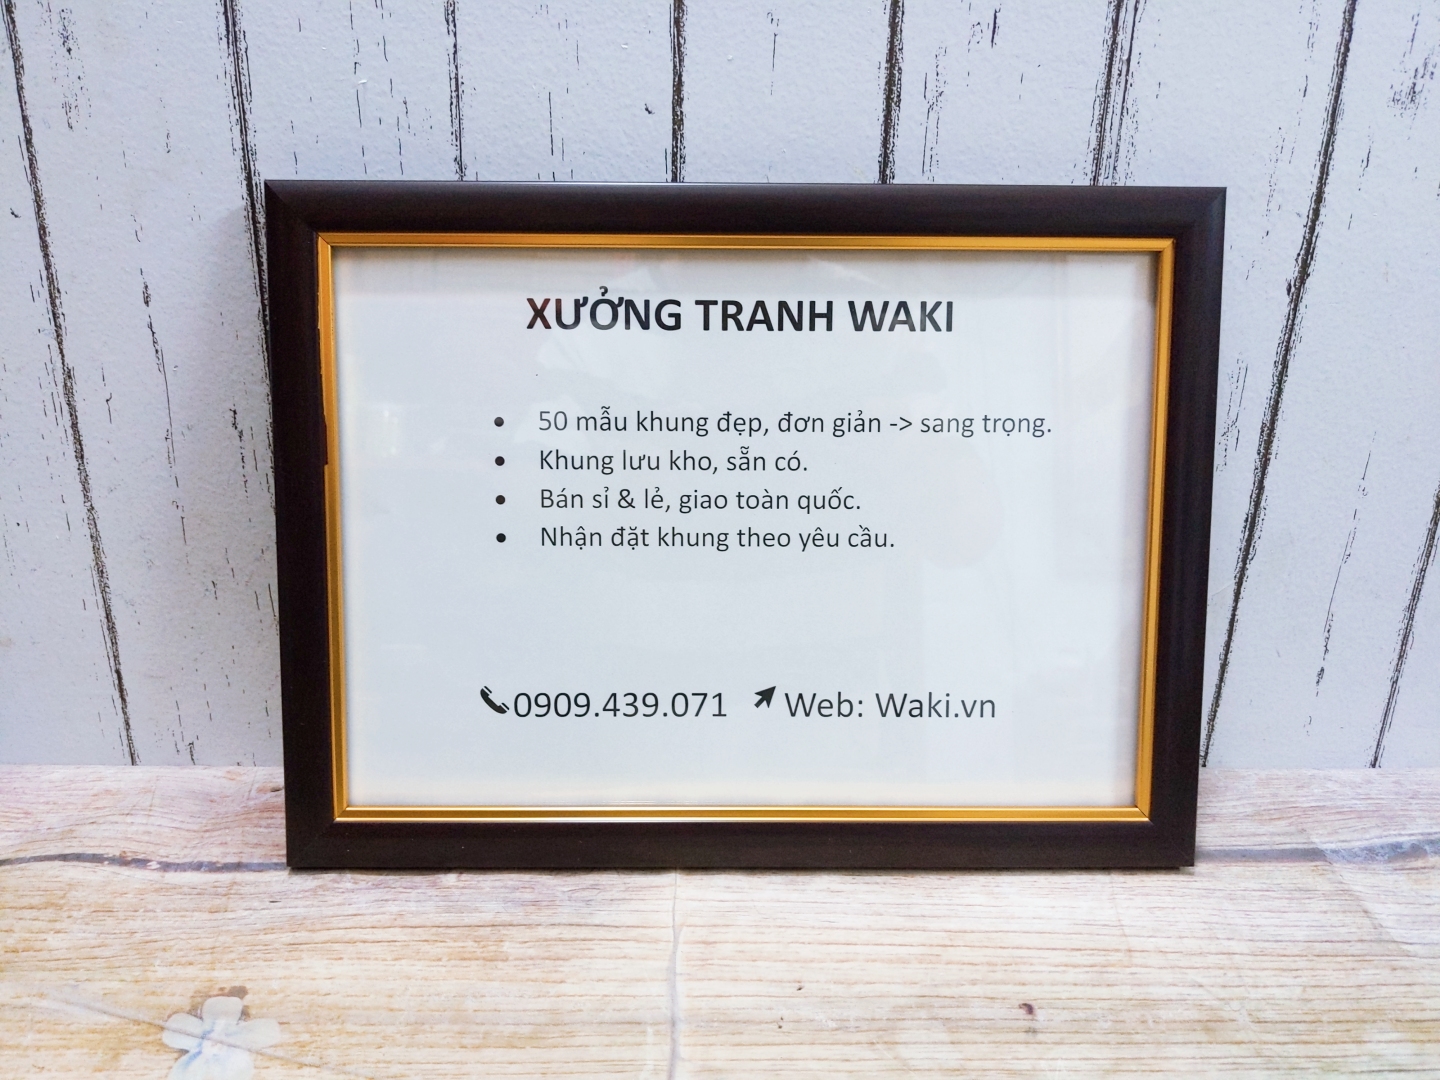 XƯỞNG TRANH WAKI
• 50 mẫu khung đẹp, đơn giản -> sang trọng.
• Khung lưu kho, sẵn có.
• Bán sỉ & lẻ, giao toàn quốc.
• Nhận đặt khung theo yêu cầu.
0909.439.071 Web: Waki.vn